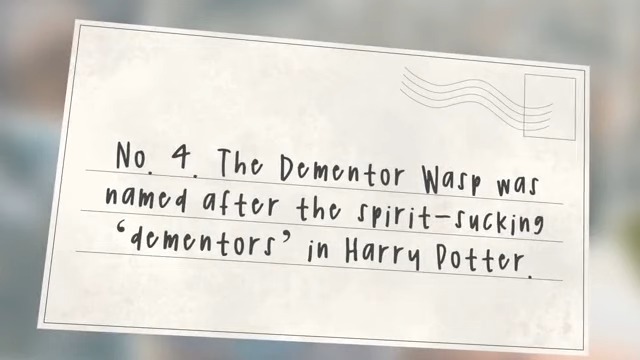 No. 4. The Dementor Wasp was
named after the spirit-sucking
‘dementors’ in Harry Potter.